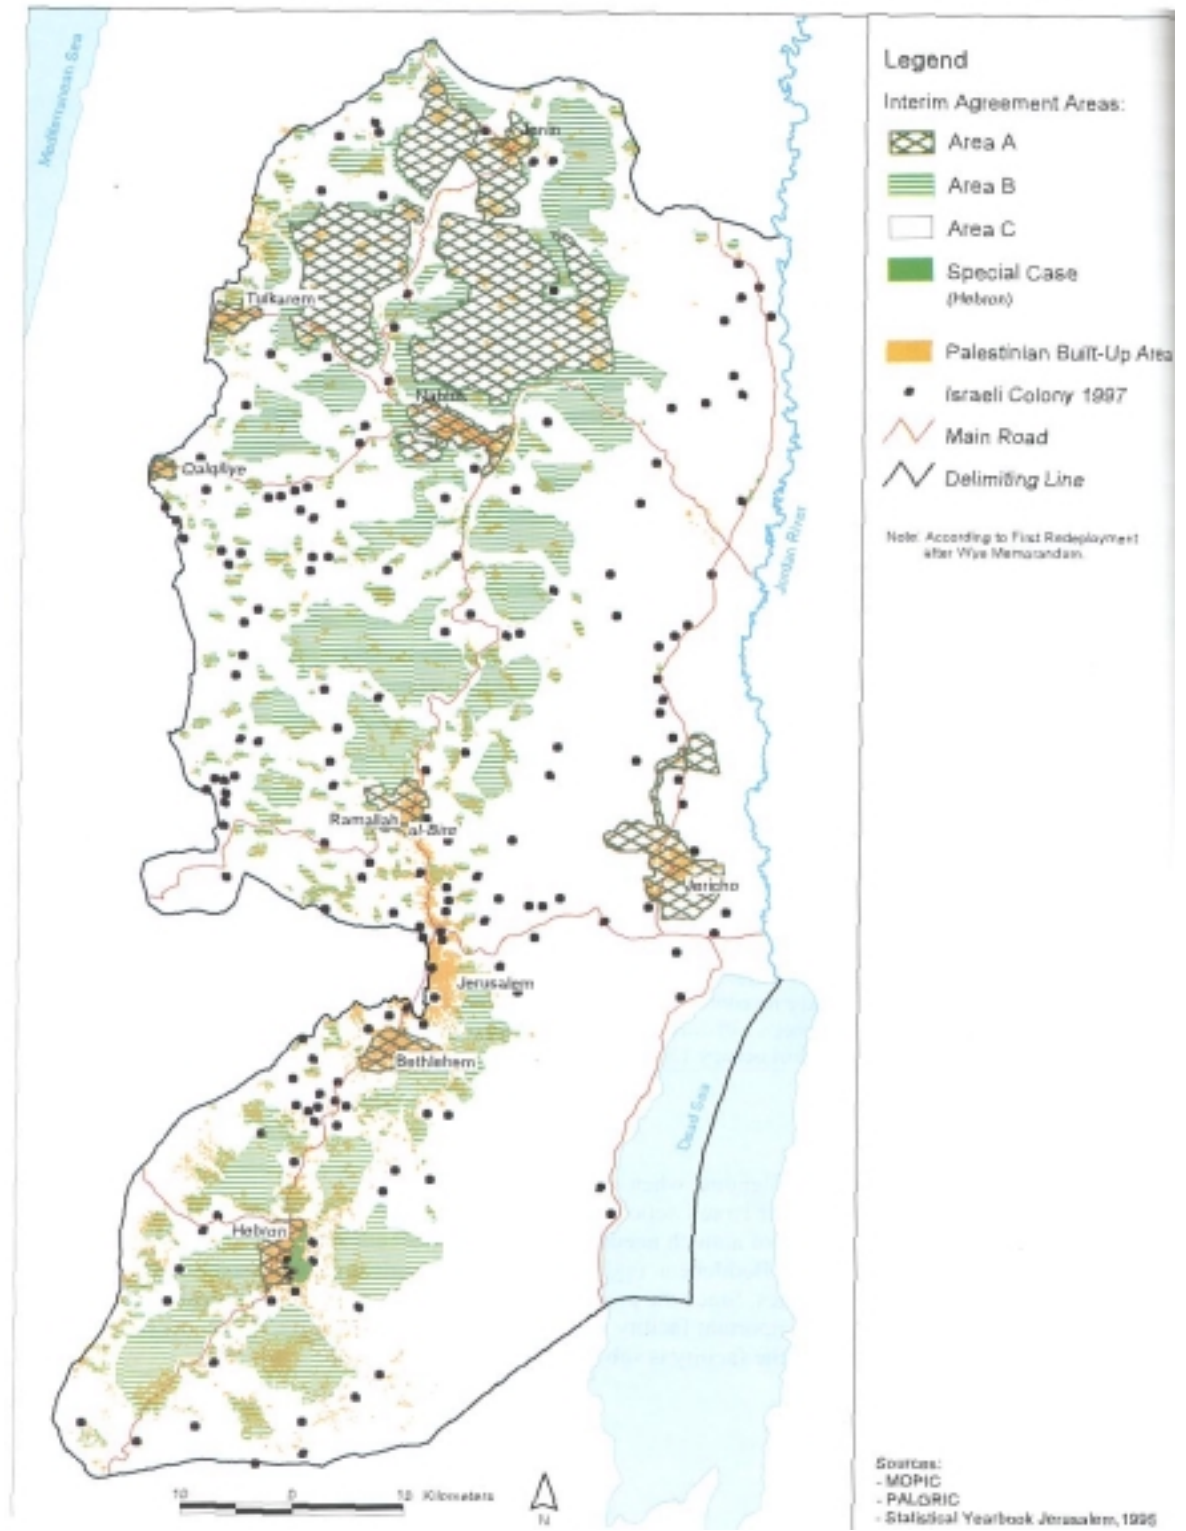 Mediterranean Sea
Jenin
Tulkarem
Nablus
Qalqiliye
Ramallah
al-Bire
Jericho
Jerusalem
Bethlehem
Hebron
Jordan River
Dead Sea
Legend
Interim Agreement Areas:
Area A
Area B
Area C
Special Case
(Hebron)
Palestinian Built-Up Area
Israeli Colony 1997
Main Road
Delimiting Line
Note: According to First Redeployment
after Wye Memorandum.
10 0 10 Kilometers
N
Sources:
- MOPIC
- PALGRIC
- Statistical Yearbook Jerusalem, 1996